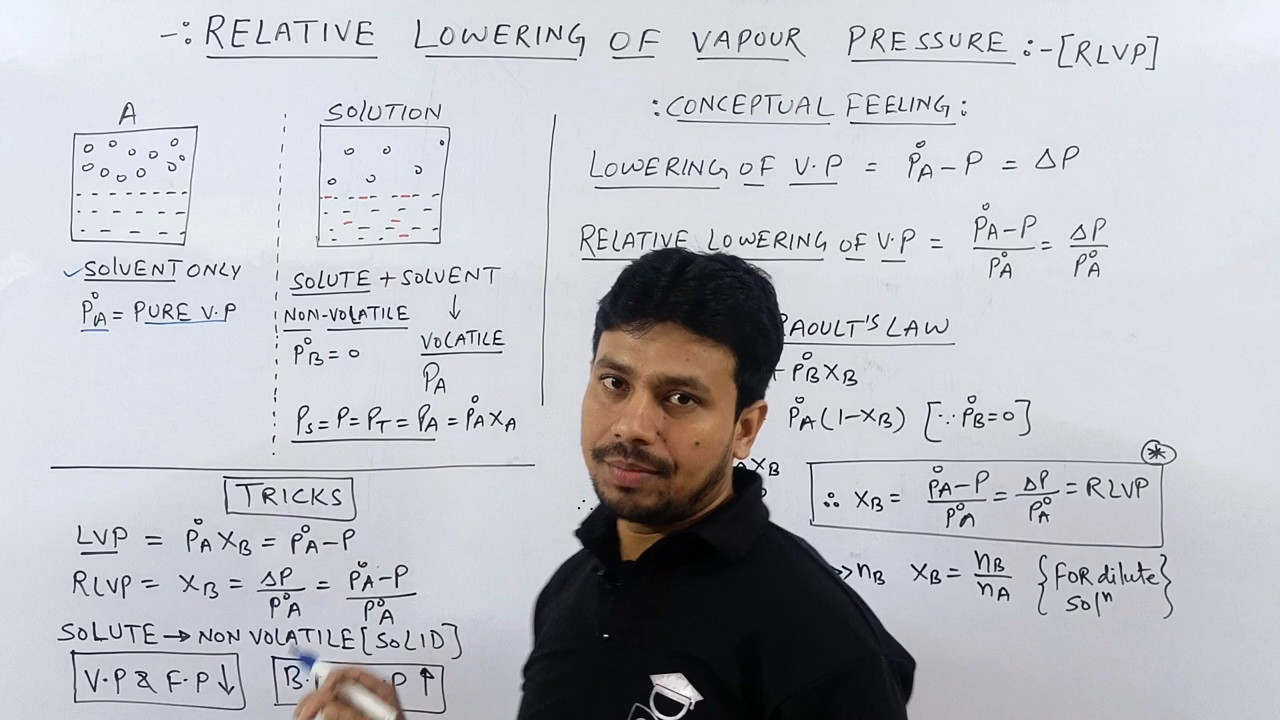 -: RELATIVE LOWERING OF VAPOUR PRESSURE :- [RLVP]
A
SOLVENT ONLY
P°A = PURE V.P
SOLUTION
SOLUTE + SOLVENT
NON-VOLATILE ↓
P°B = 0 VOLATILE
PA
PS = P = PT = PA = P°A XA
: CONCEPTUAL FEELING :
LOWERING OF V.P = P°A - P = ΔP
RELATIVE LOWERING OF V.P = P°A - P / P°A = ΔP / P°A
RAOULT'S LAW
+ P°B XB
P°A (1 - XB) [∵ P°B = 0]
A XB
∴ XB = P°A - P / P°A = ΔP / P°A = RLVP
>> nB XB = nB / nA {FOR dilute solⁿ}
TRICKS
LVP = P°A XB = P°A - P
RLVP = XB = ΔP / P°A = P°A - P / P°A
SOLUTE → NON VOLATILE [SOLID]
V.P & F.P ↓
B. P ↑